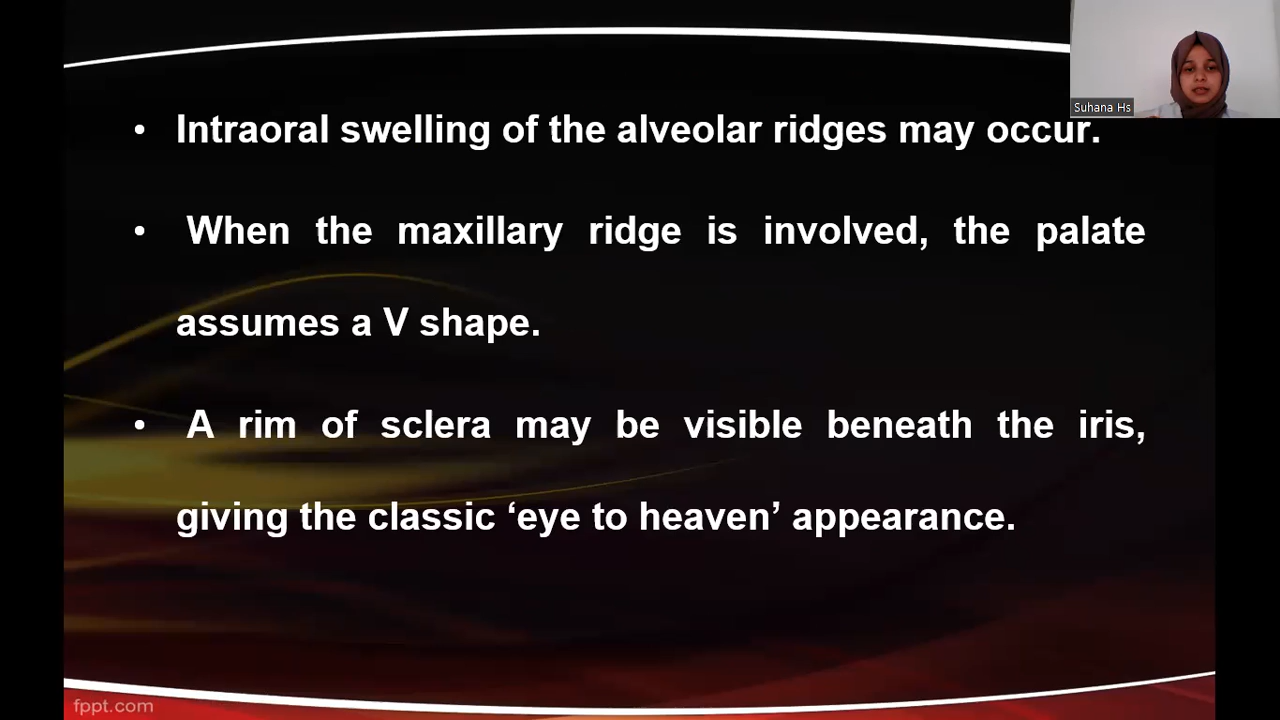 Suhana Hs
• Intraoral swelling of the alveolar ridges may occur.
• When the maxillary ridge is involved, the palate
assumes a V shape.
• A rim of sclera may be visible beneath the iris,
giving the classic ‘eye to heaven’ appearance.
fppt.com